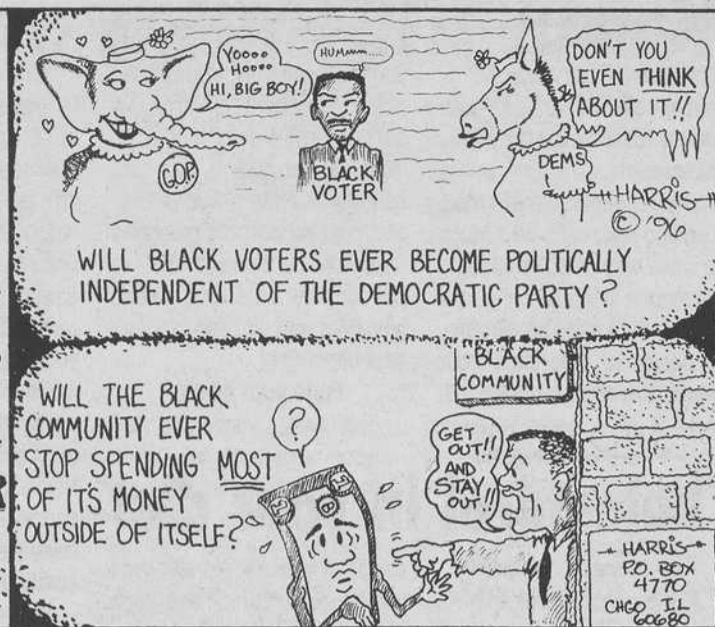 Yoooo
Hoooo
HI, BIG BOY!
HUMmmm.....
DON'T YOU
EVEN THINK
ABOUT IT!!
G.O.P.
BLACK
VOTER
DEMS
HARRIS
© '96
WILL BLACK VOTERS EVER BECOME POLITICALLY
INDEPENDENT OF THE DEMOCRATIC PARTY?
WILL THE BLACK
COMMUNITY EVER
STOP SPENDING MOST
OF IT'S MONEY
OUTSIDE OF ITSELF?
?
BLACK
COMMUNITY
GET
OUT!!
AND
STAY
OUT!!
HARRIS
P.O. BOX
4770
CHGO IL
60680